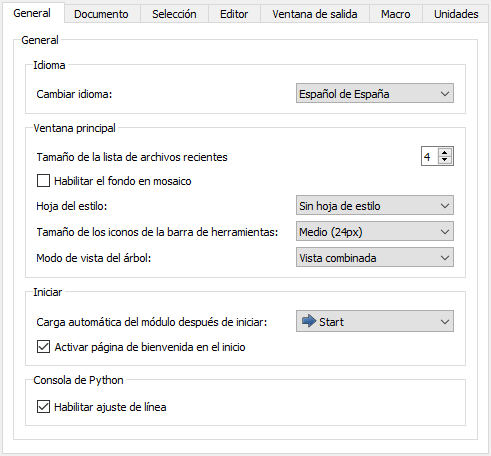 General Documento Selección Editor Ventana de salida Macro Unidades
General
Idioma
Cambiar idioma: Español de España
Ventana principal
Tamaño de la lista de archivos recientes 4
Habilitar el fondo en mosaico
Hoja del estilo: Sin hoja de estilo
Tamaño de los iconos de la barra de herramientas: Medio (24px)
Modo de vista del árbol: Vista combinada
Iniciar
Carga automática del módulo después de iniciar: Start
Activar página de bienvenida en el inicio
Consola de Python
Habilitar ajuste de línea